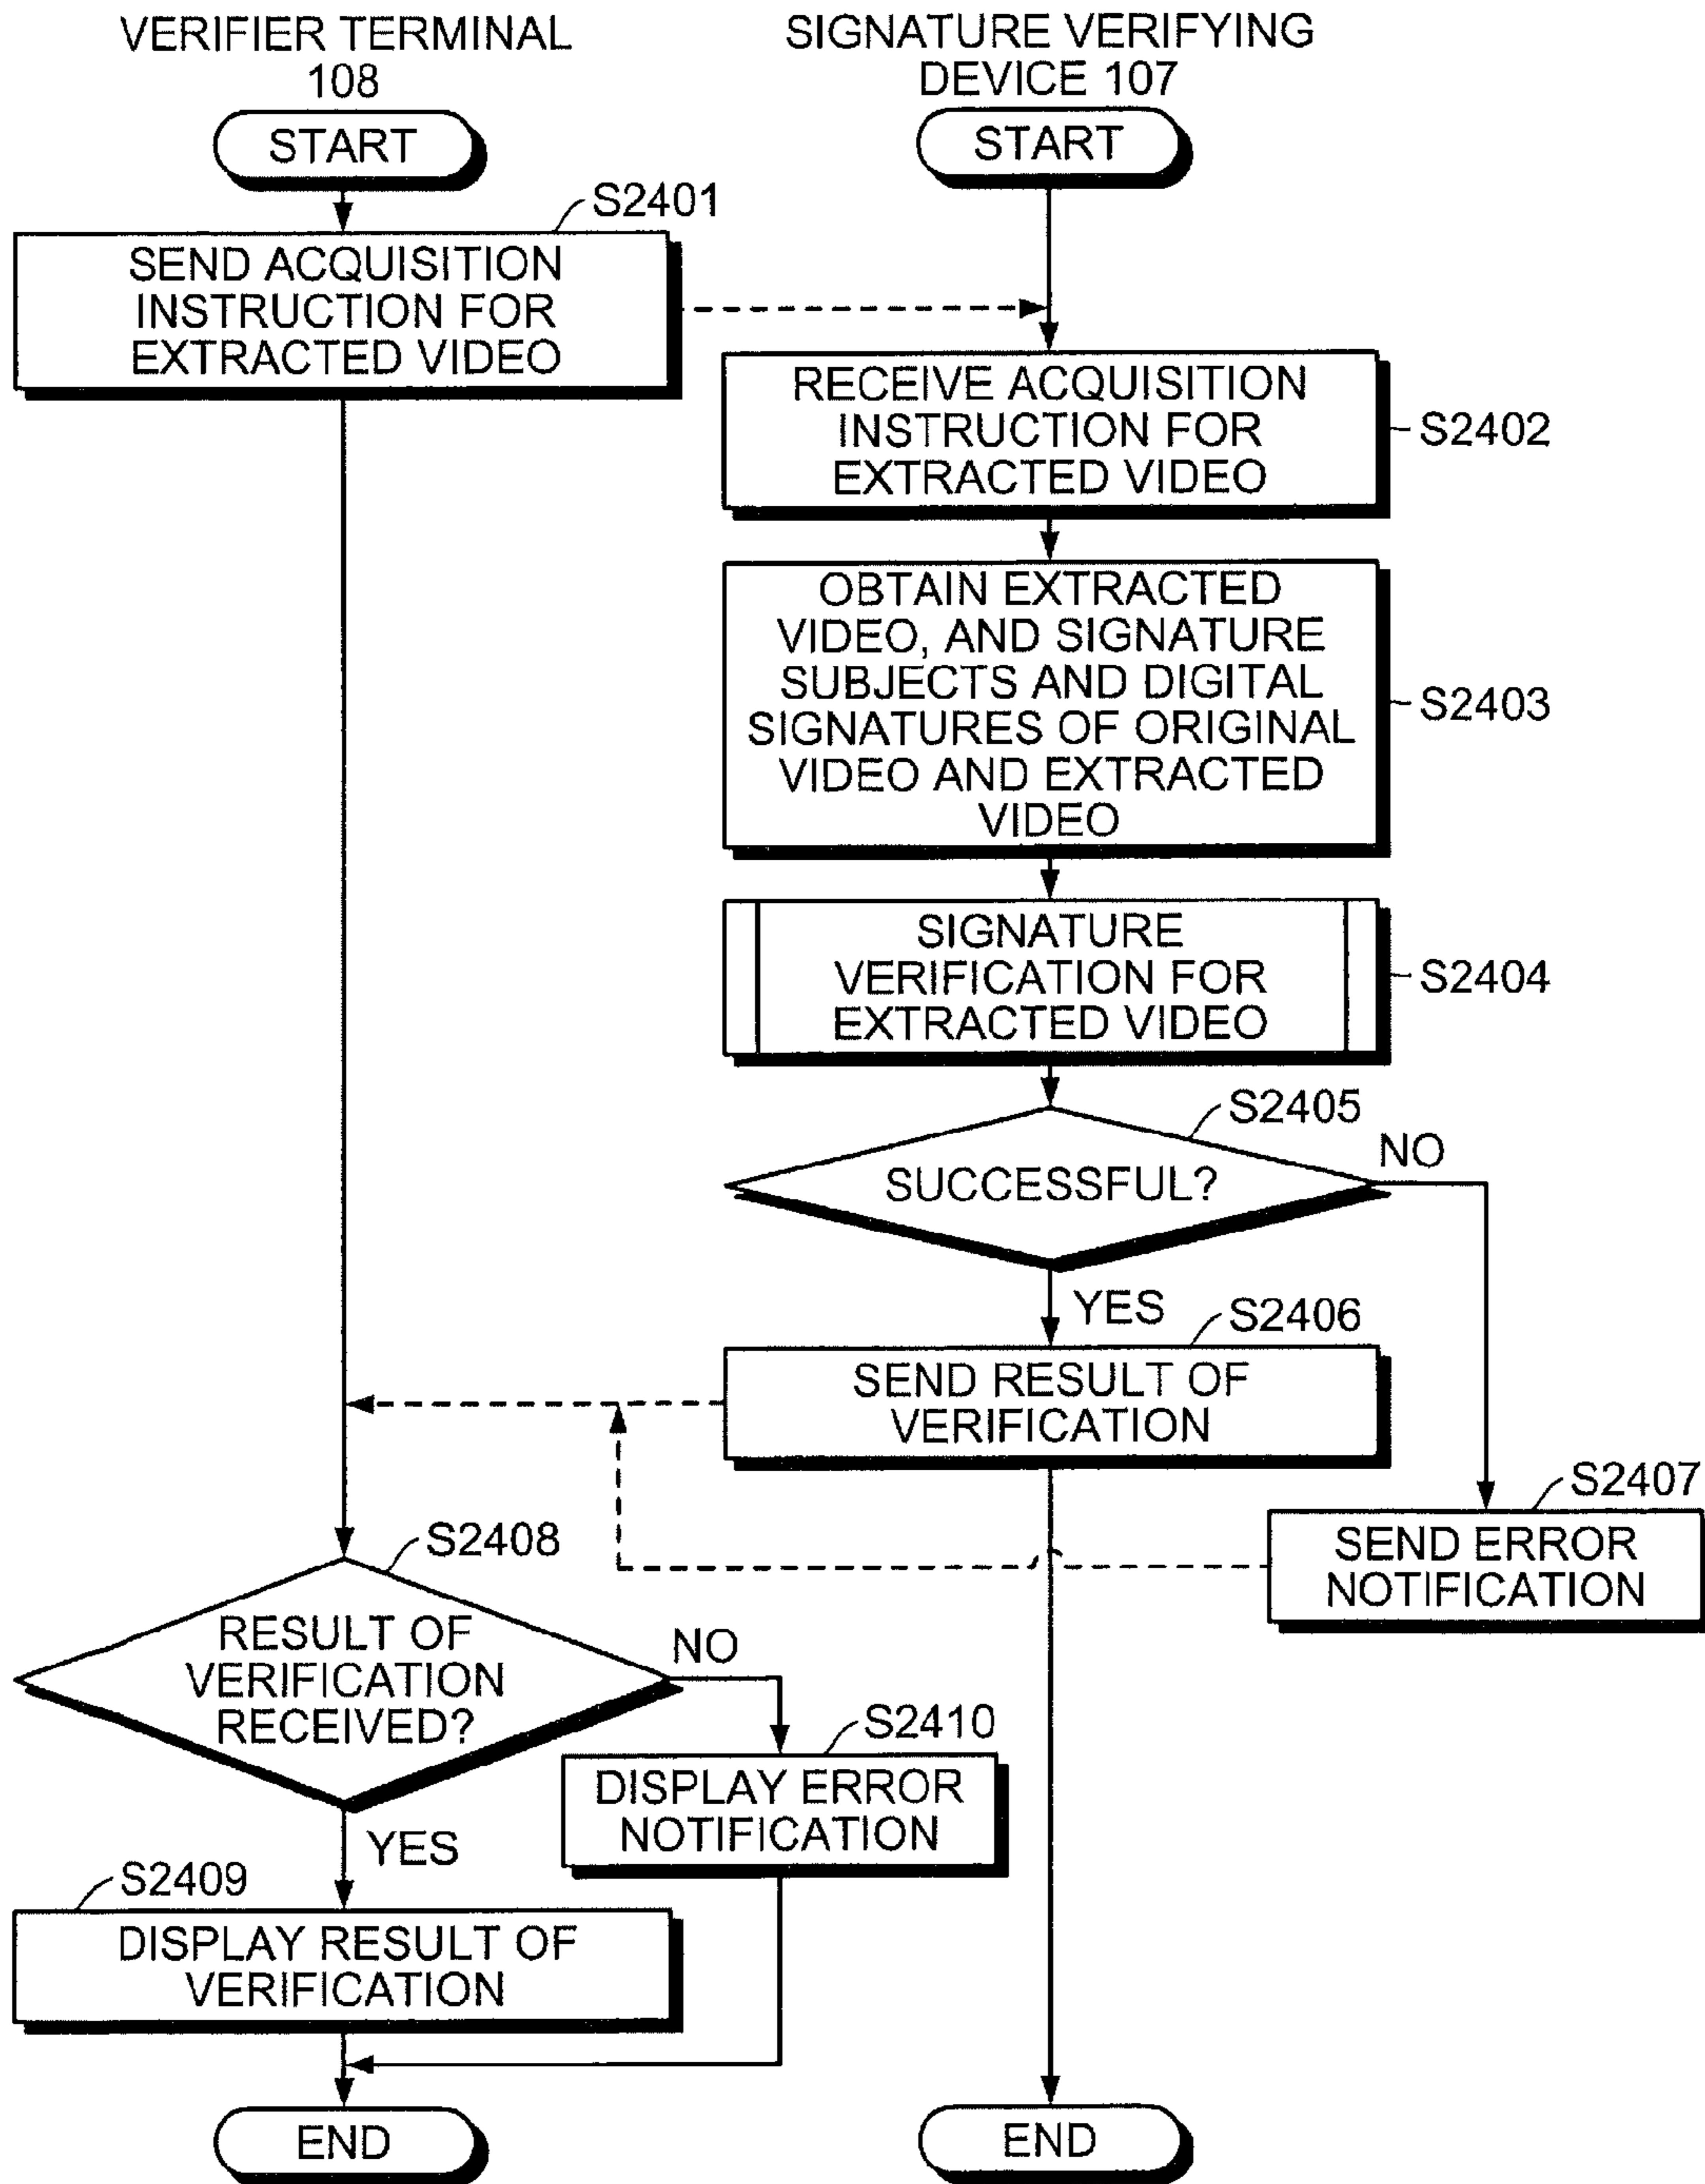 VERIFIER TERMINAL
108
SIGNATURE VERIFYING
DEVICE 107
START
START
S2401
SEND ACQUISITION
INSTRUCTION FOR
EXTRACTED VIDEO
RECEIVE ACQUISITION
INSTRUCTION FOR
EXTRACTED VIDEO
S2402
OBTAIN EXTRACTED
VIDEO, AND SIGNATURE
SUBJECTS AND DIGITAL
SIGNATURES OF ORIGINAL
VIDEO AND EXTRACTED
VIDEO
S2403
SIGNATURE
VERIFICATION FOR
EXTRACTED VIDEO
S2404
S2405
SUCCESSFUL?
NO
YES
S2406
SEND RESULT OF
VERIFICATION
S2407
SEND ERROR
NOTIFICATION
S2408
RESULT OF
VERIFICATION
RECEIVED?
NO
S2410
DISPLAY ERROR
NOTIFICATION
YES
S2409
DISPLAY RESULT OF
VERIFICATION
END
END